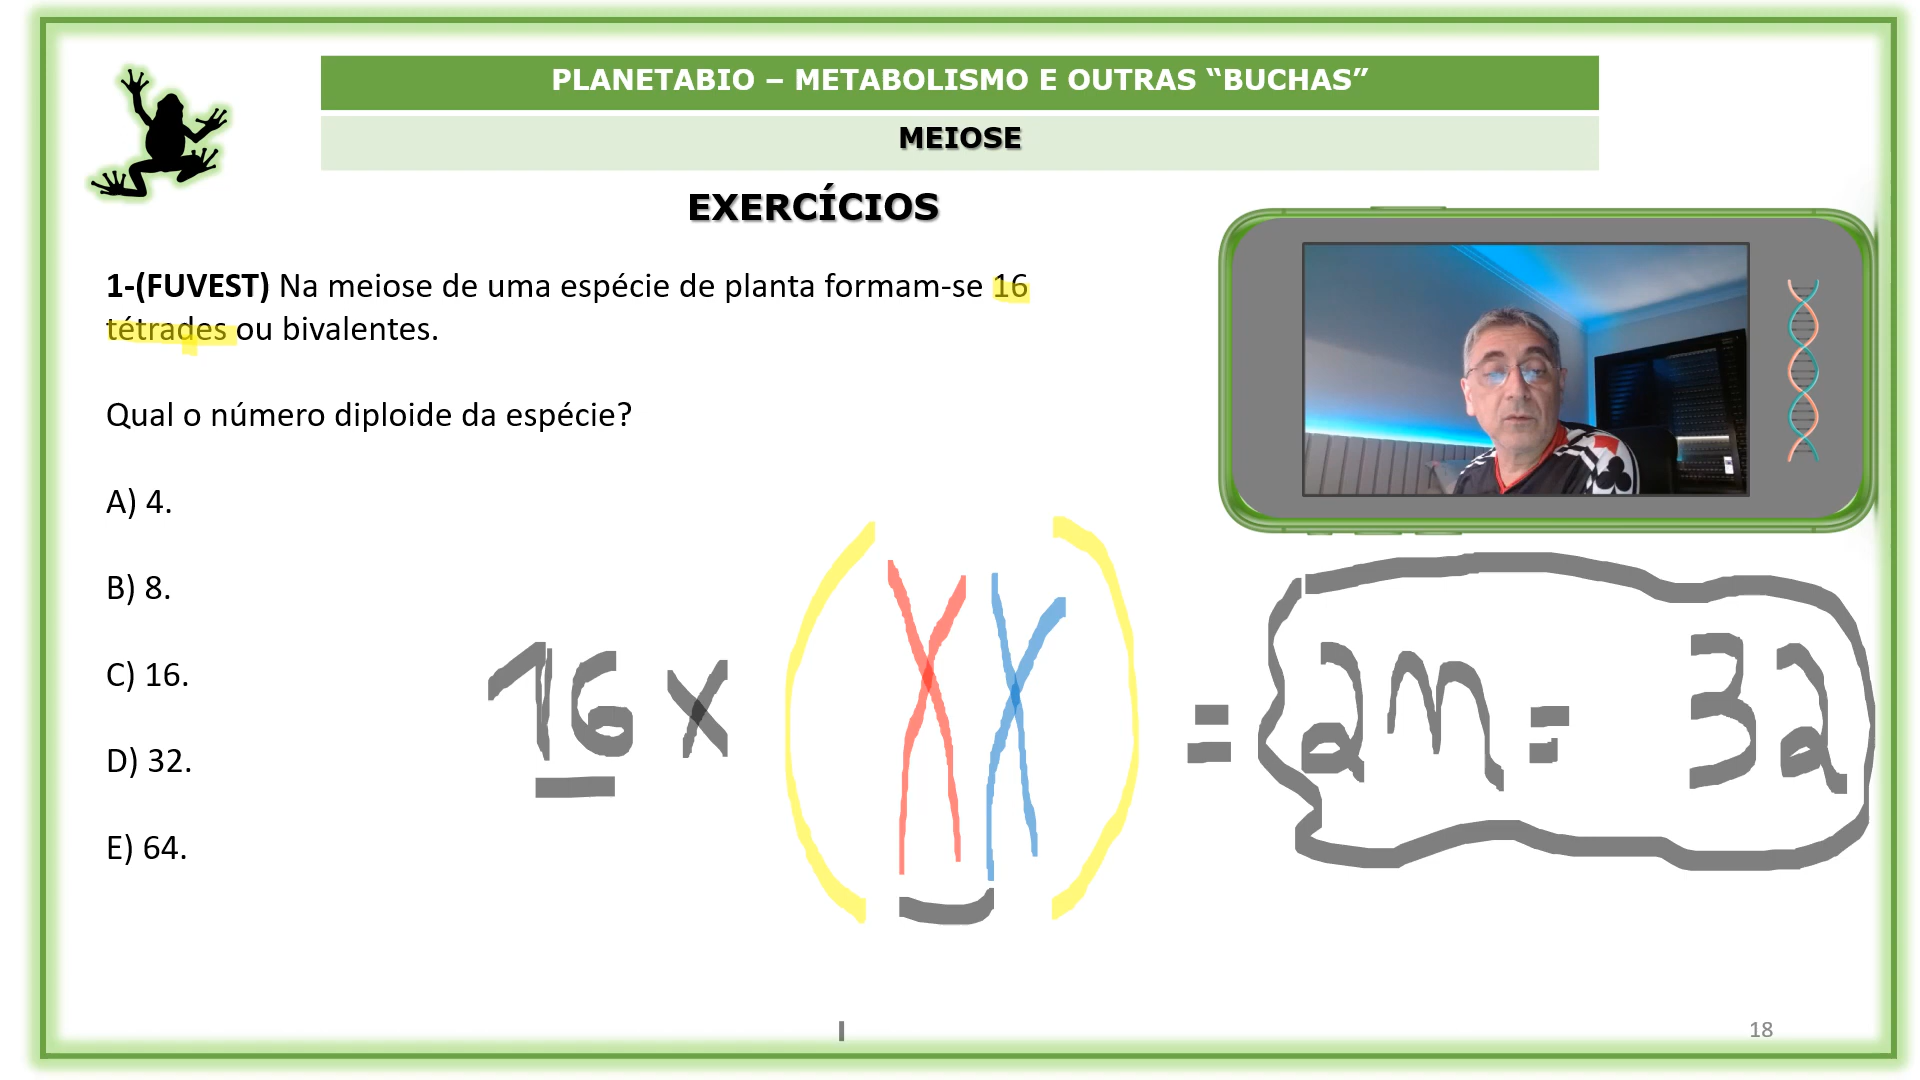 PLANETABIO – METABOLISMO E OUTRAS “BUCHAS”
MEIOSE
EXERCÍCIOS
1-(FUVEST) Na meiose de uma espécie de planta formam-se 16
tétrades ou bivalentes.
Qual o número diploide da espécie?
A) 4.
B) 8.
C) 16.
D) 32.
E) 64.
16 x ( ) = 2n = 32
18